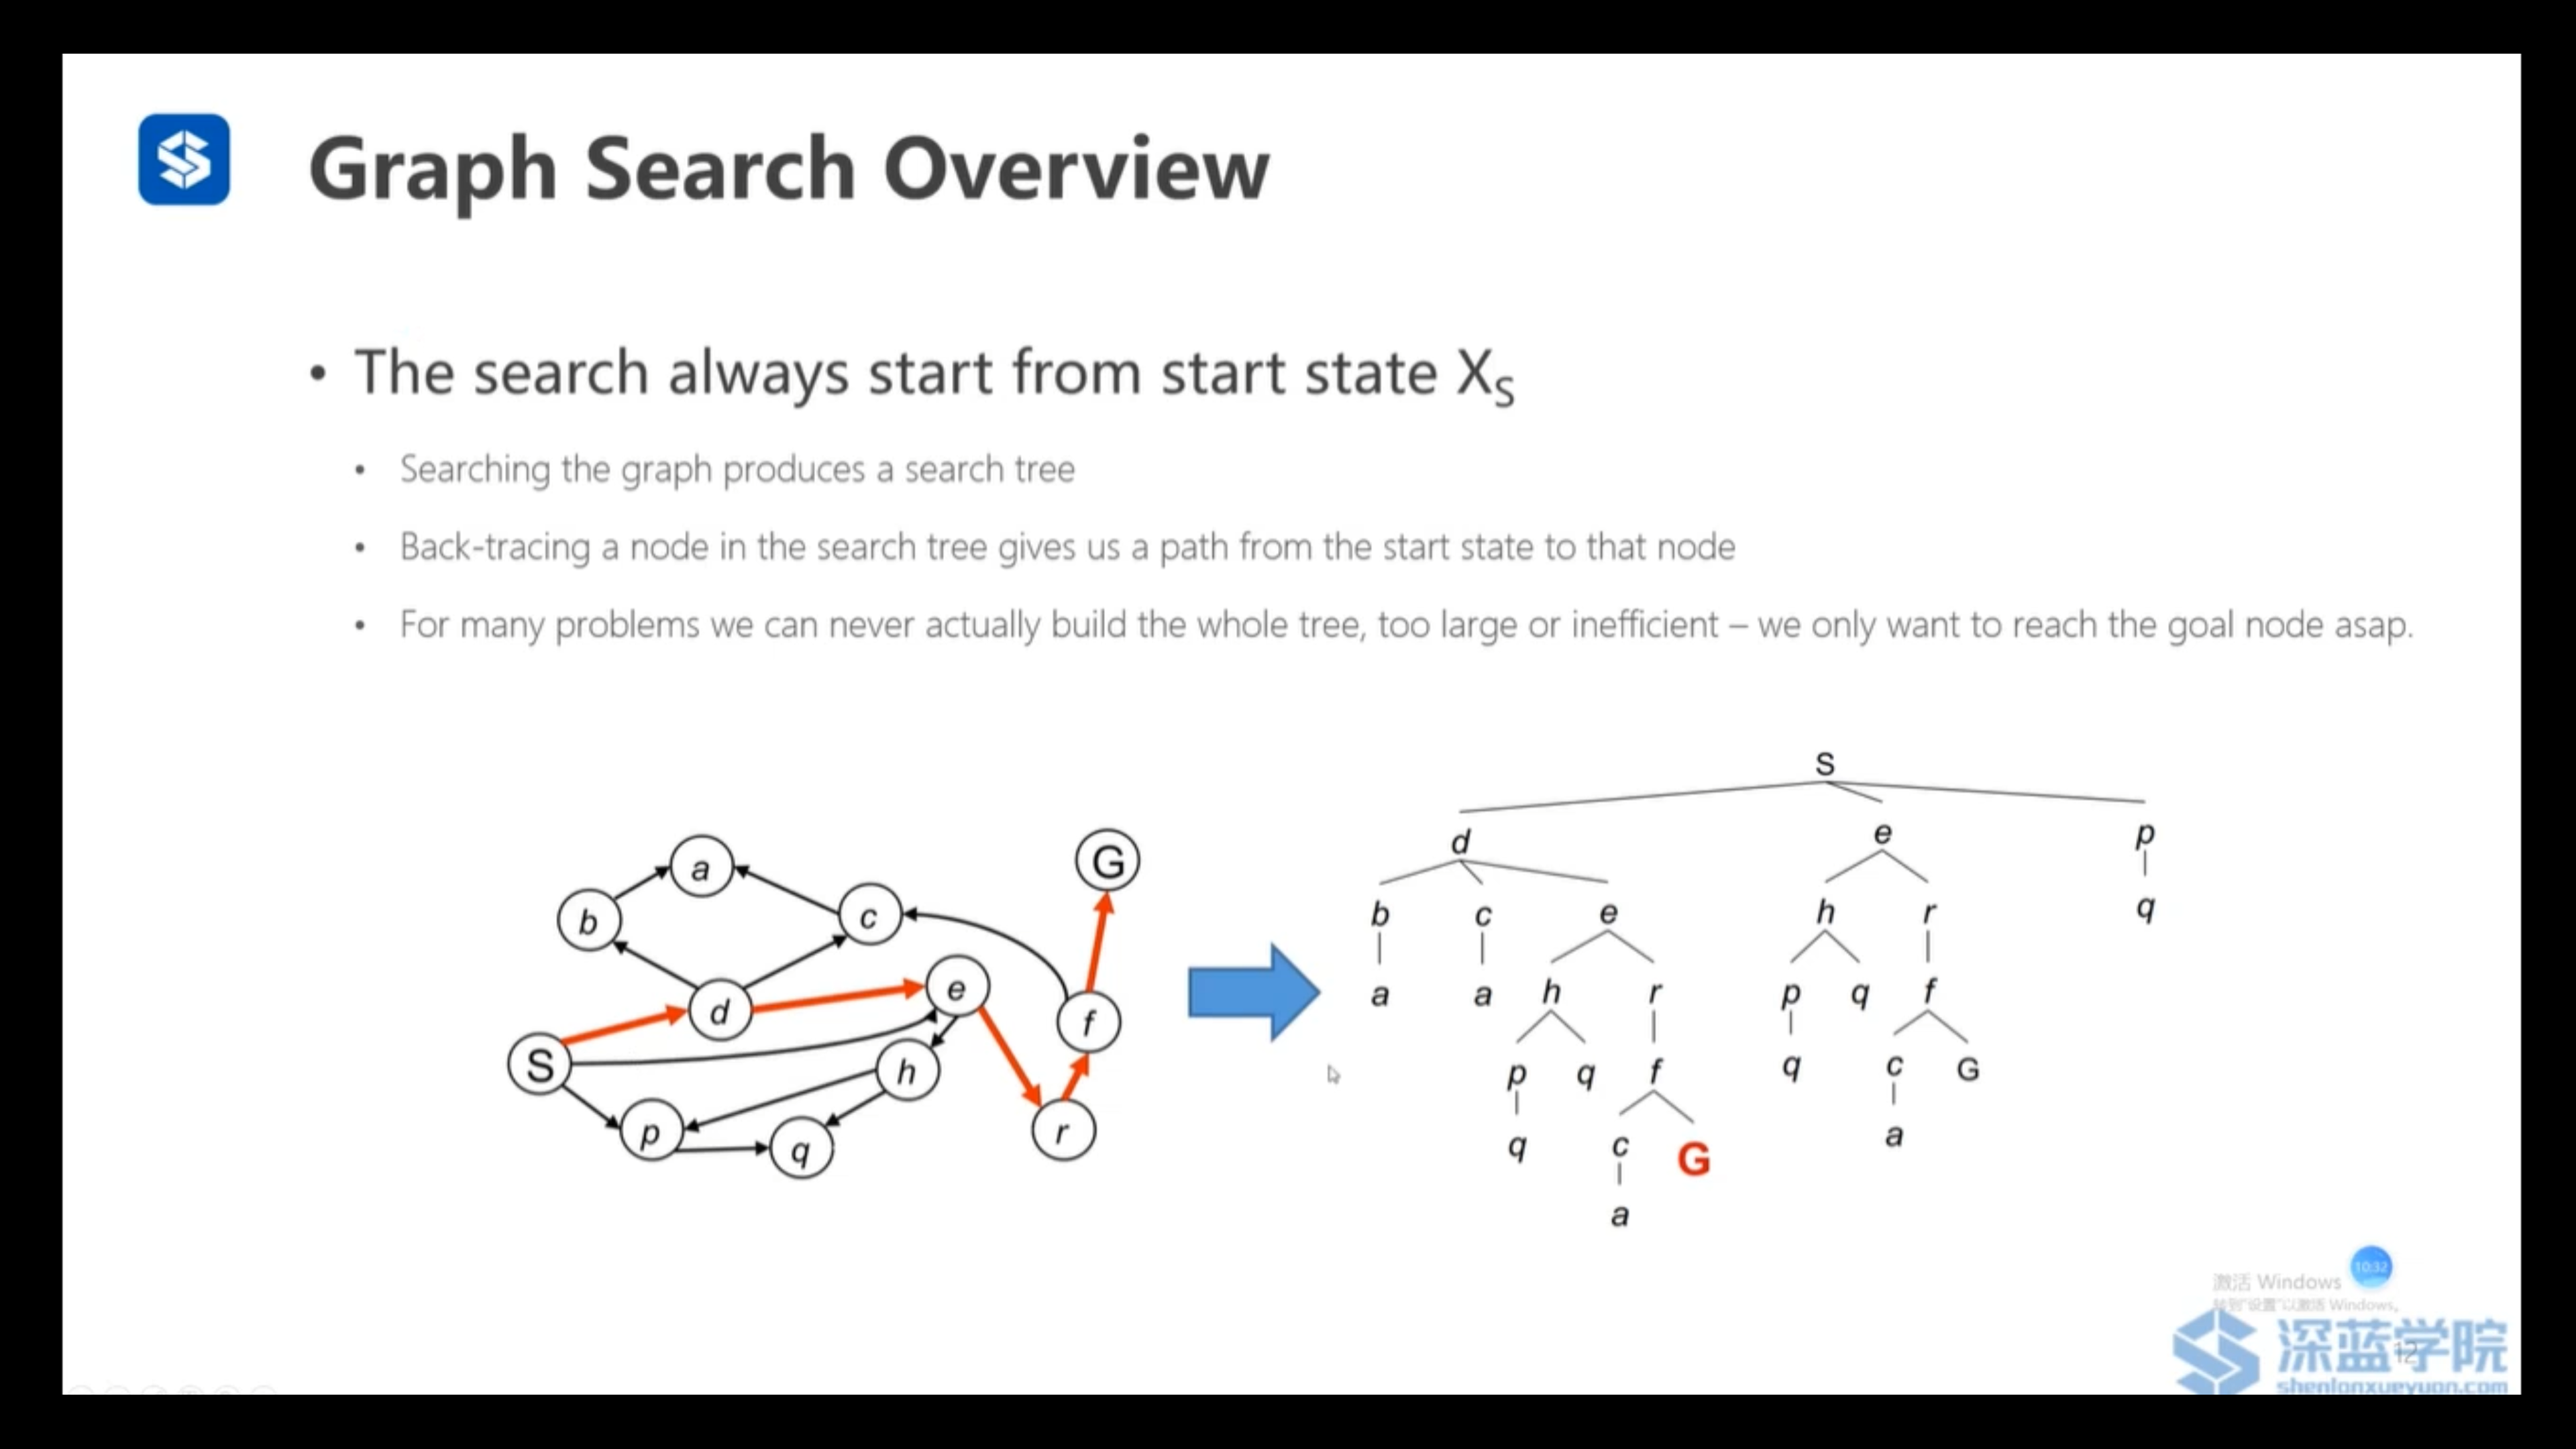 Graph Search Overview
• The search always start from start state XS
• Searching the graph produces a search tree
• Back-tracing a node in the search tree gives us a path from the start state to that node
• For many problems we can never actually build the whole tree, too large or inefficient – we only want to reach the goal node asap.
a
G
b
c
e
d
f
S
h
p
q
r
S
d e p
b c e h r q
a a h r p q f
p q f q c G
q c G a
a
10:32
激活 Windows
转到"设置"以激活 Windows。
深蓝学院
12
shenlanxueyuan.com